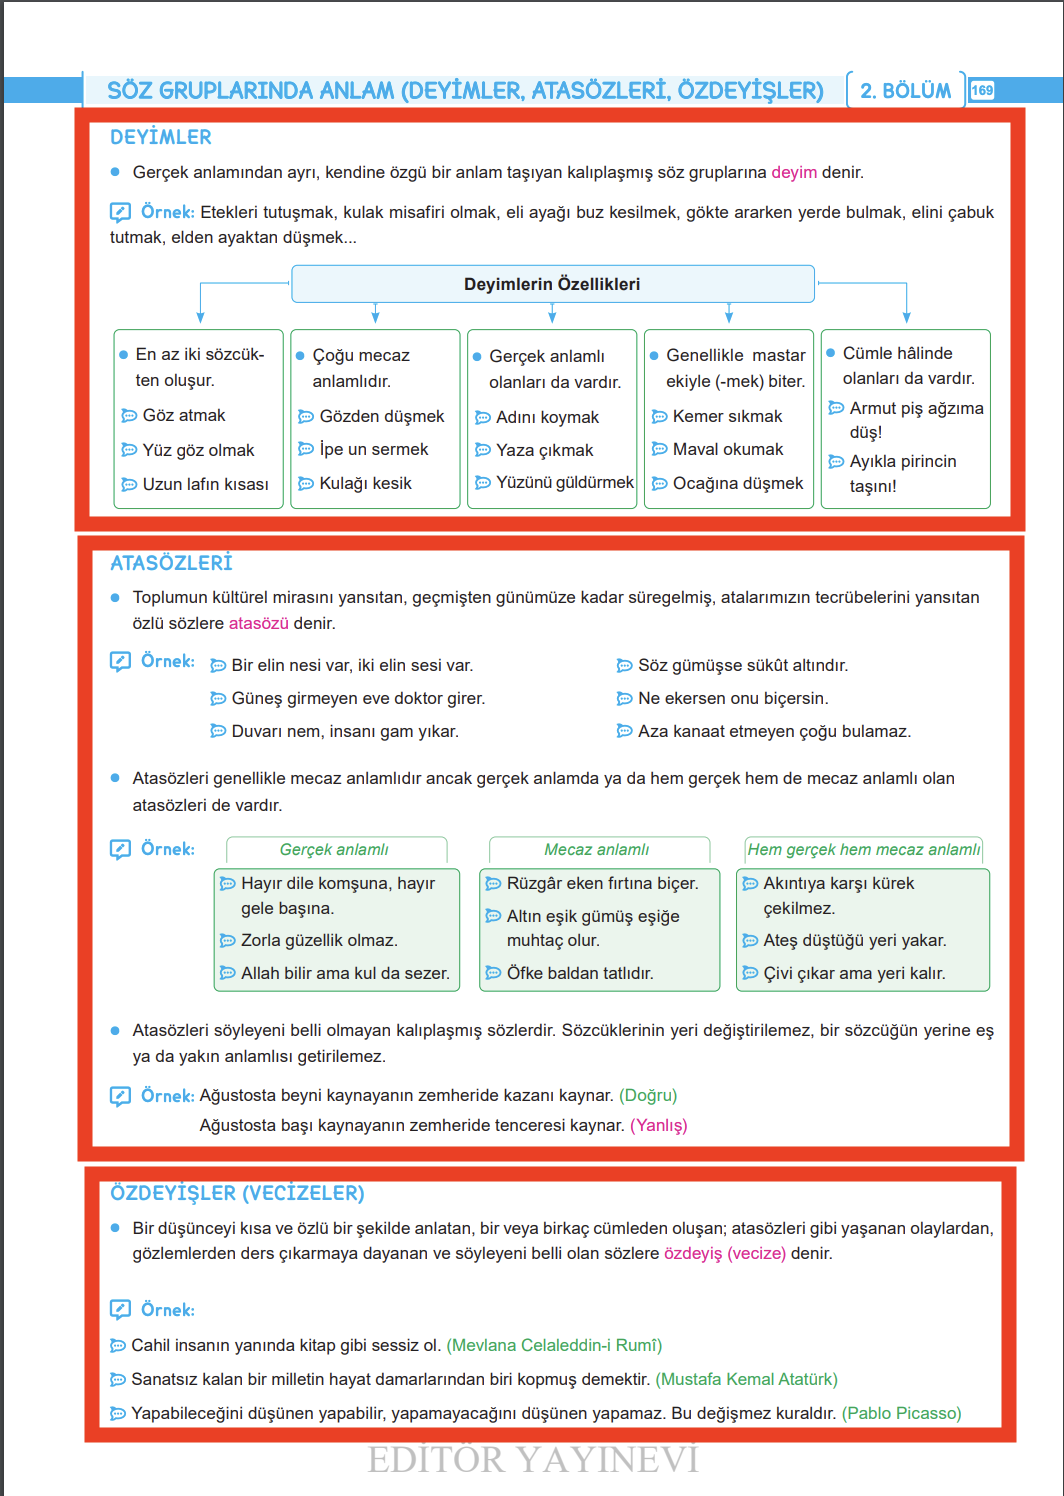 SÖZ GRUPLARINDA ANLAM (DEYİMLER, ATASÖZLERİ, ÖZDEYİŞLER)
2. BÖLÜM
169
DEYİMLER
Gerçek anlamından ayrı, kendine özgü bir anlam taşıyan kalıplaşmış söz gruplarına deyim denir.
Örnek: Etekleri tutuşmak, kulak misafiri olmak, eli ayağı buz kesilmek, gökte ararken yerde bulmak, elini çabuk
tutmak, elden ayaktan düşmek...
Deyimlerin Özellikleri
En az iki sözcük-
ten oluşur.
Göz atmak
Yüz göz olmak
Uzun lafın kısası
Çoğu mecaz
anlamlıdır.
Gözden düşmek
İpe un sermek
Kulağı kesik
Gerçek anlamlı
olanları da vardır.
Adını koymak
Yaza çıkmak
Yüzünü güldürmek
Genellikle mastar
ekiyle (-mek) biter.
Kemer sıkmak
Maval okumak
Ocağına düşmek
Cümle hâlinde
olanları da vardır.
Armut piş ağzıma
düş!
Ayıkla pirincin
taşını!
ATASÖZLERİ
Toplumun kültürel mirasını yansıtan, geçmişten günümüze kadar süregelmiş, atalarımızın tecrübelerini yansıtan
özlü sözlere atasözü denir.
Örnek:
Bir elin nesi var, iki elin sesi var.
Güneş girmeyen eve doktor girer.
Duvarı nem, insanı gam yıkar.
Söz gümüşse sükût altındır.
Ne ekersen onu biçersin.
Aza kanaat etmeyen çoğu bulamaz.
Atasözleri genellikle mecaz anlamlıdır ancak gerçek anlamda ya da hem gerçek hem de mecaz anlamlı olan
atasözleri de vardır.
Örnek:
Gerçek anlamlı
Hayır dile komşuna, hayır
gele başına.
Zorla güzellik olmaz.
Allah bilir ama kul da sezer.
Mecaz anlamlı
Rüzgâr eken fırtına biçer.
Altın eşik gümüş eşiğe
muhtaç olur.
Öfke baldan tatlıdır.
Hem gerçek hem mecaz anlamlı
Akıntıya karşı kürek
çekilmez.
Ateş düştüğü yeri yakar.
Çivi çıkar ama yeri kalır.
Atasözleri söyleyeni belli olmayan kalıplaşmış sözlerdir. Sözcüklerinin yeri değiştirilemez, bir sözcüğün yerine eş
ya da yakın anlamlısı getirilemez.
Örnek: Ağustosta beyni kaynayanın zemheride kazanı kaynar. (Doğru)
Ağustosta başı kaynayanın zemheride tenceresi kaynar. (Yanlış)
ÖZDEYİŞLER (VECİZELER)
Bir düşünceyi kısa ve özlü bir şekilde anlatan, bir veya birkaç cümleden oluşan; atasözleri gibi yaşanan olaylardan,
gözlemlerden ders çıkarmaya dayanan ve söyleyeni belli olan sözlere özdeyiş (vecize) denir.
Örnek:
Cahil insanın yanında kitap gibi sessiz ol. (Mevlana Celaleddin-i Rumî)
Sanatsız kalan bir milletin hayat damarlarından biri kopmuş demektir. (Mustafa Kemal Atatürk)
Yapabileceğini düşünen yapabilir, yapamayacağını düşünen yapamaz. Bu değişmez kuraldır. (Pablo Picasso)
EDİTÖR YAYINEVİ